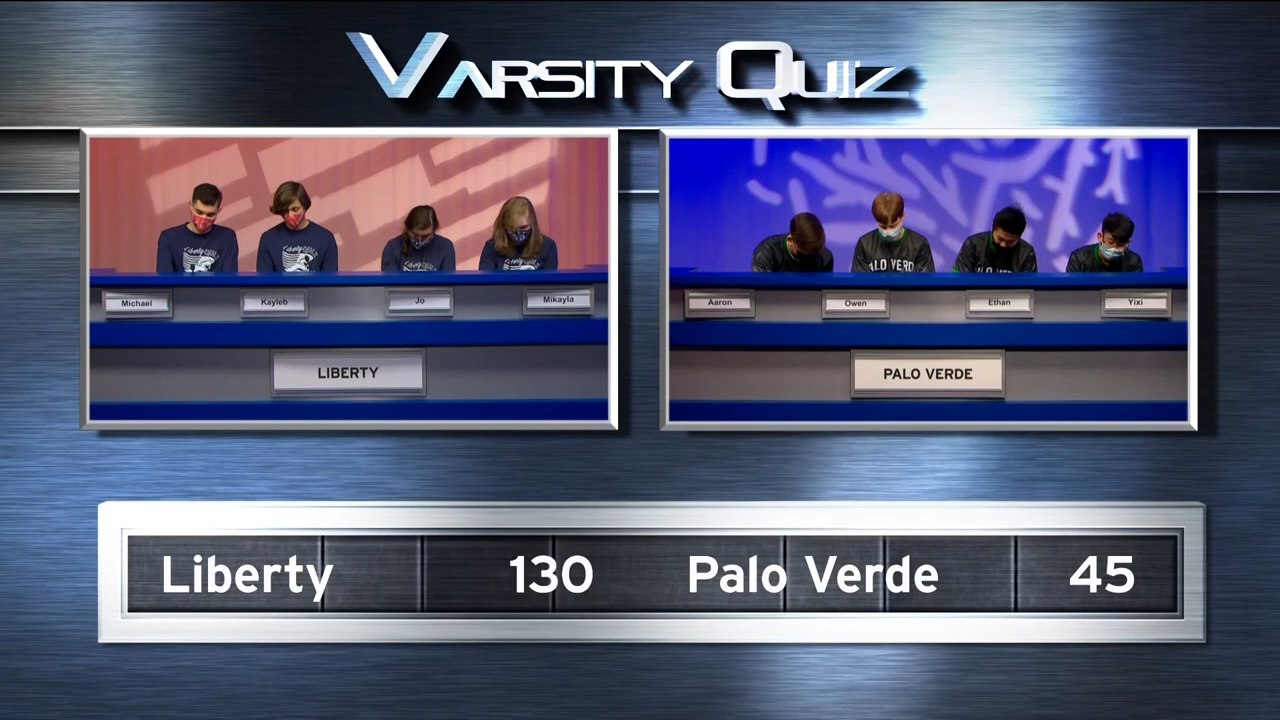 VARSITY QUIZ
Michael
Kayleb
Jo
Mikayla
LIBERTY
Aaron
Owen
Ethan
Yixi
PALO VERDE
Liberty 130 Palo Verde 45